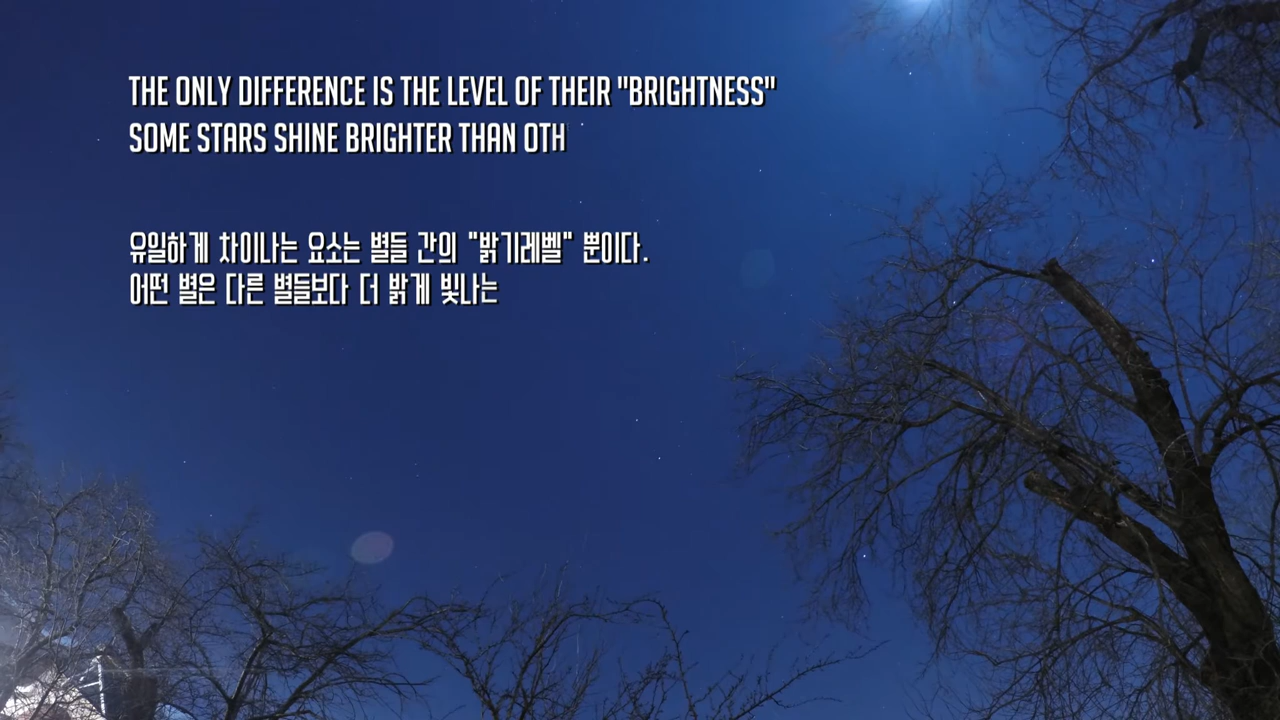 THE ONLY DIFFERENCE IS THE LEVEL OF THEIR "BRIGHTNESS"
SOME STARS SHINE BRIGHTER THAN OTH
유일하게 차이나는 요소는 별들 간의 "밝기레벨" 뿐이다.
어떤 별은 다른 별들보다 더 밝게 빛나는